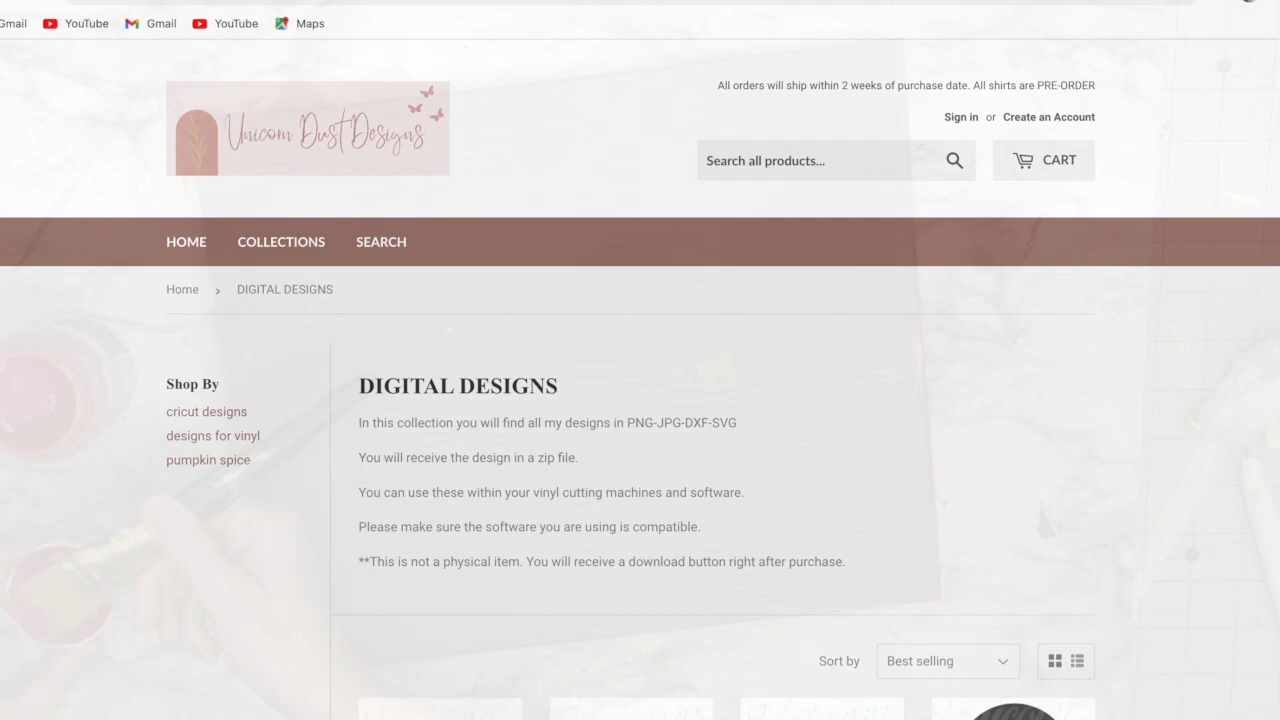 Gmail YouTube Gmail YouTube Maps
All orders will ship within 2 weeks of purchase date. All shirts are PRE-ORDER
Unicorn Dust Designs
Sign in or Create an Account
Search all products...
CART
HOME COLLECTIONS SEARCH
Home › DIGITAL DESIGNS
Shop By
cricut designs
designs for vinyl
pumpkin spice
DIGITAL DESIGNS
In this collection you will find all my designs in PNG-JPG-DXF-SVG
You will receive the design in a zip file.
You can use these within your vinyl cutting machines and software.
Please make sure the software you are using is compatible.
**This is not a physical item. You will receive a download button right after purchase.
Sort by Best selling